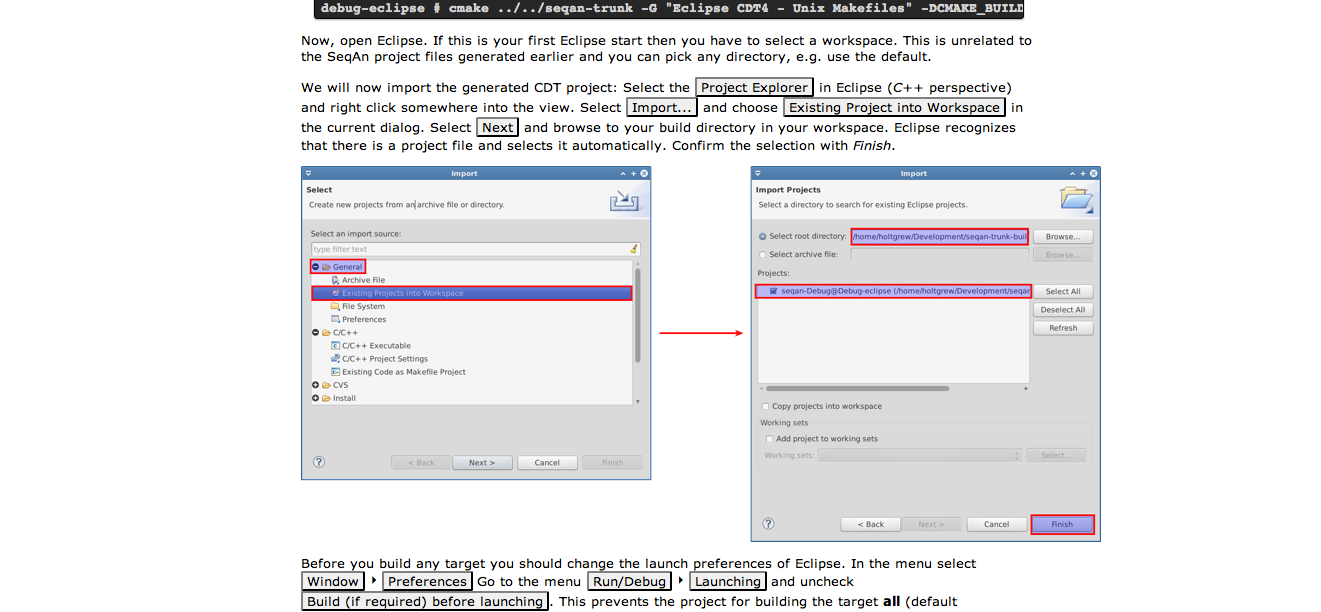 debug-eclipse # cmake ../../seqan-trunk -G "Eclipse CDT4 - Unix Makefiles" -DCMAKE_BUILD
Now, open Eclipse. If this is your first Eclipse start then you have to select a workspace. This is unrelated to
the SeqAn project files generated earlier and you can pick any directory, e.g. use the default.
We will now import the generated CDT project: Select the Project Explorer in Eclipse (C++ perspective)
and right click somewhere into the view. Select Import... and choose Existing Project into Workspace in
the current dialog. Select Next and browse to your build directory in your workspace. Eclipse recognizes
that there is a project file and selects it automatically. Confirm the selection with Finish.
Import
Select
Create new projects from an archive file or directory.
Select an import source:
type filter text
General
Archive File
Existing Projects into Workspace
File System
Preferences
C/C++
C/C++ Executable
C/C++ Project Settings
Existing Code as Makefile Project
CVS
Install
< Back Next > Cancel Finish
Import
Import Projects
Select a directory to search for existing Eclipse projects.
Select root directory: /home/holtgrew/Development/seqan-trunk-buil Browse...
Select archive file: Browse...
Projects:
seqan-Debug@Debug-eclipse (/home/holtgrew/Development/seqan Select All
Deselect All
Refresh
Copy projects into workspace
Working sets
Add project to working sets
Working sets: Select...
< Back Next > Cancel Finish
Before you build any target you should change the launch preferences of Eclipse. In the menu select
Window ‣ Preferences Go to the menu Run/Debug ‣ Launching and uncheck
Build (if required) before launching. This prevents the project for building the target all (default